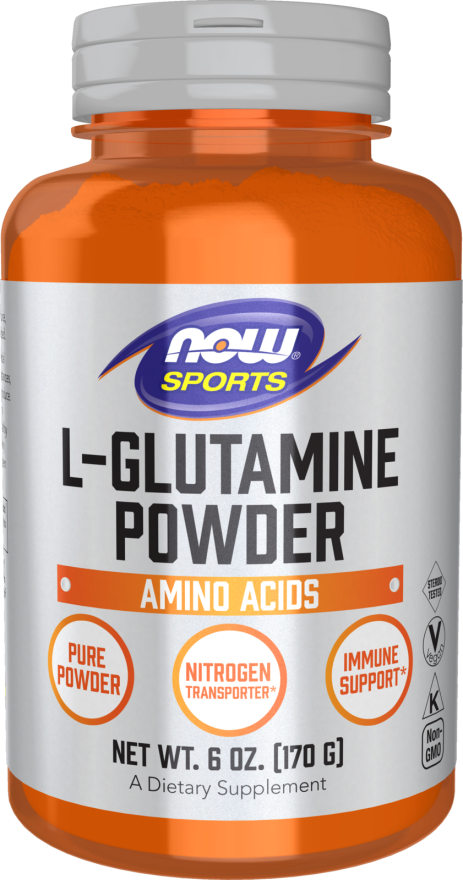 NOW®
SPORTS
L-GLUTAMINE
POWDER
AMINO ACIDS
PURE
POWDER
NITROGEN
TRANSPORTER*
IMMUNE
SUPPORT*
STEROID
TESTED
V
Vegan
K
Non-
GMO
NET WT. 6 OZ. (170 G)
A Dietary Supplement